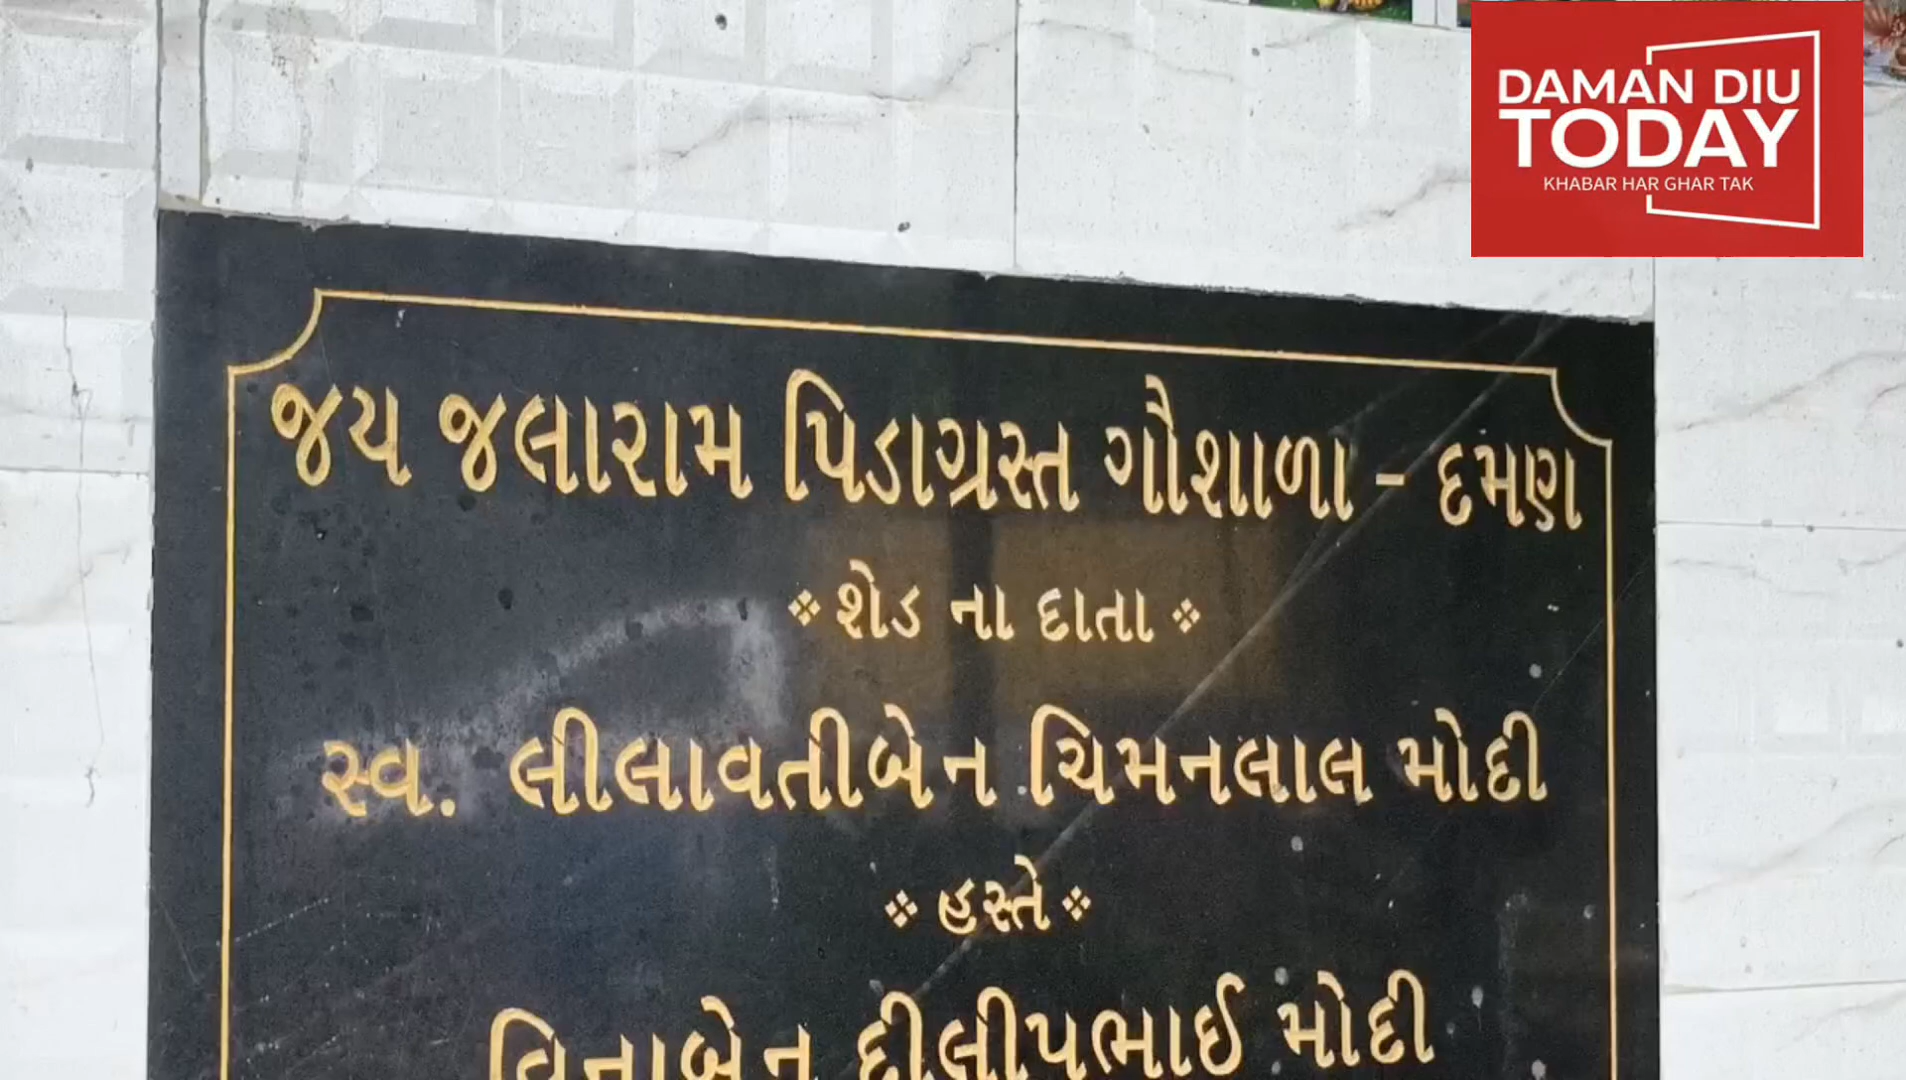 DAMAN DIU
TODAY
KHABAR HAR GHAR TAK
જય જલારામ પિડાગ્રસ્ત ગૌશાળા - દમણ
શેડ ના દાતા
સ્વ. લીલાવતીબેન ચિમનલાલ મોદી
હસ્તે
વિનાબેન દીલીપભાઈ મોદી